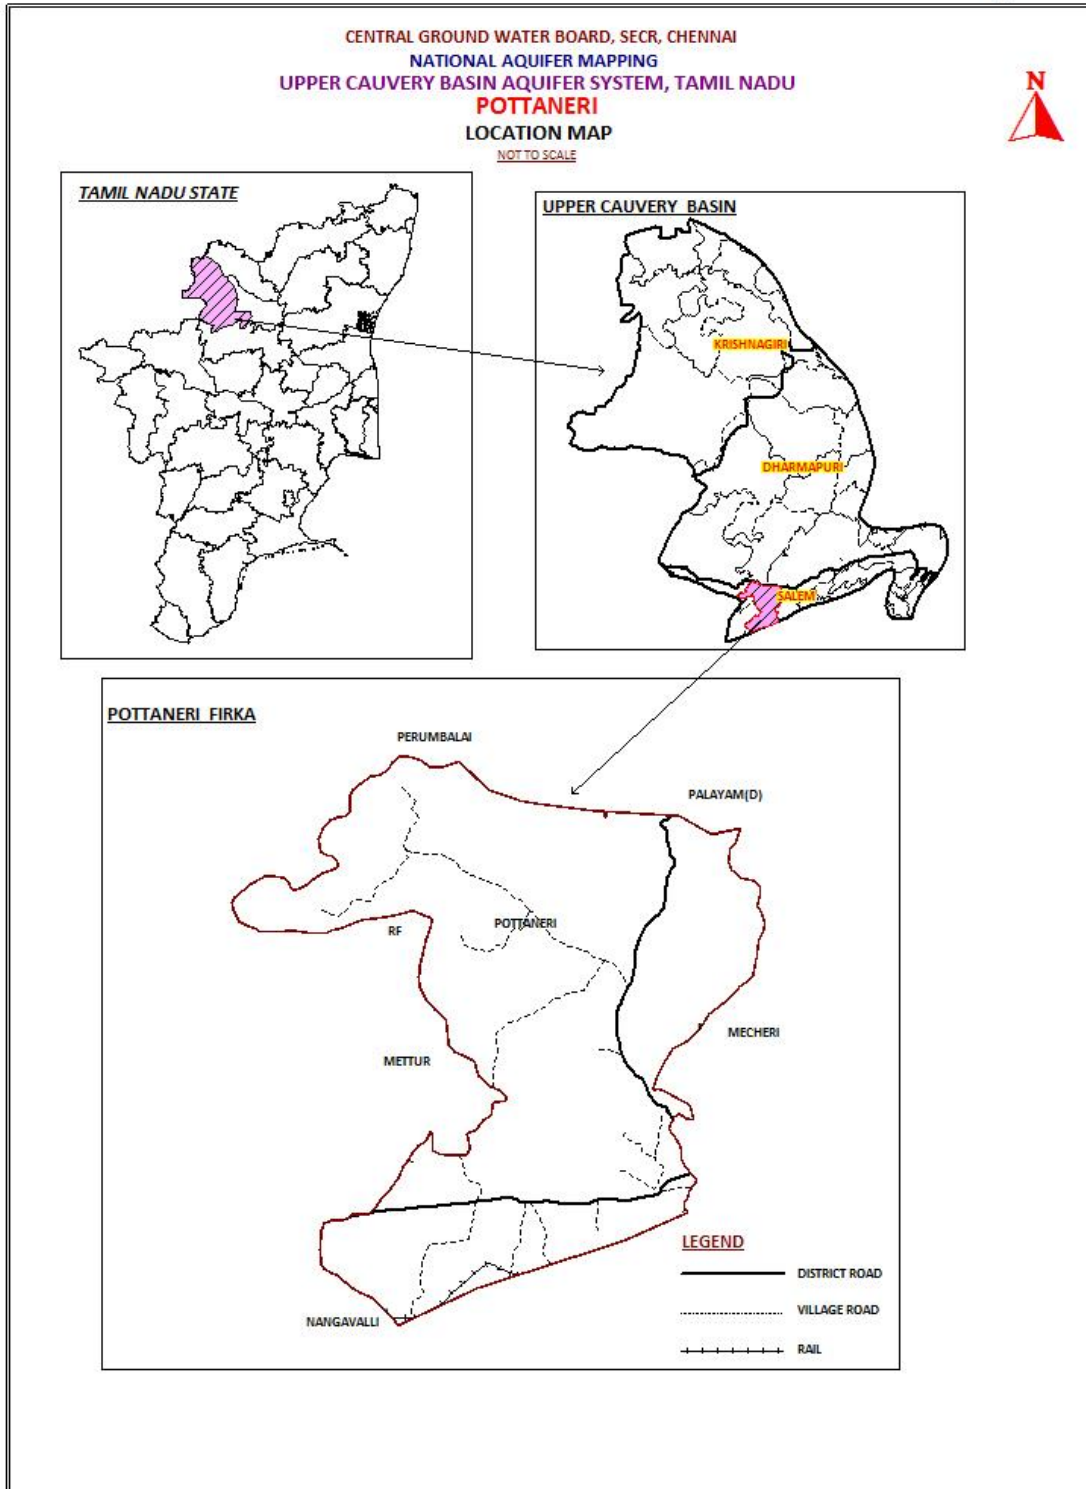 CENTRAL GROUND WATER BOARD, SECR, CHENNAI
NATIONAL AQUIFER MAPPING
UPPER CAUVERY BASIN AQUIFER SYSTEM, TAMIL NADU
POTTANERI
LOCATION MAP
NOT TO SCALE
N
TAMIL NADU STATE
UPPER CAUVERY BASIN
KRISHNAGIRI
DHARMAPURI
SALEM
POTTANERI FIRKA
PERUMBALAI
PALAYAM(D)
POTTANERI
RF
MECHERI
METTUR
NANGAVALLI
LEGEND
DISTRICT ROAD
VILLAGE ROAD
RAIL